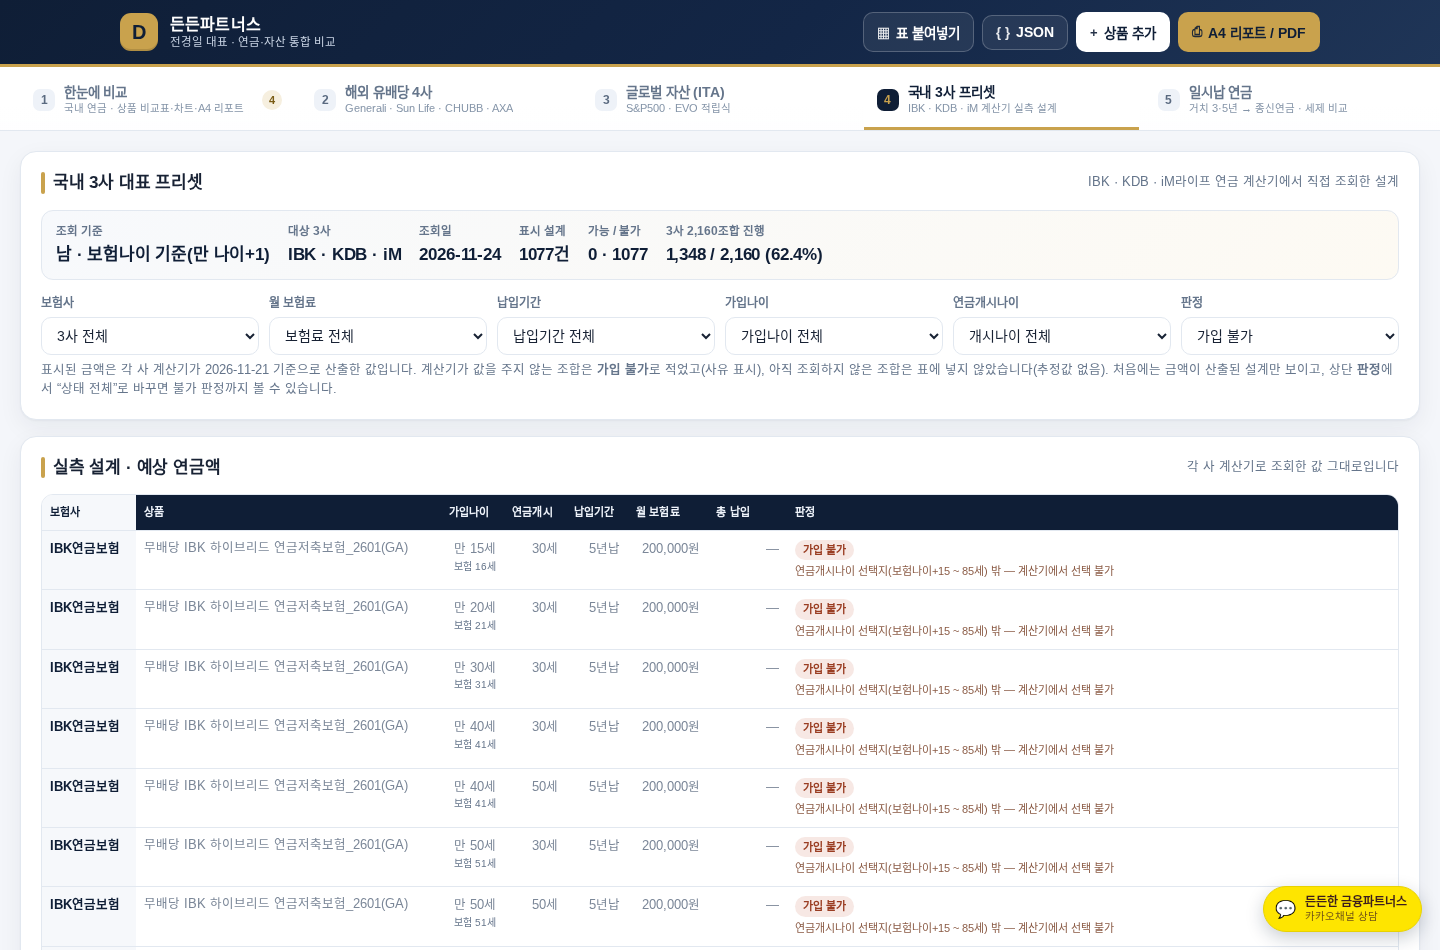 D 든든파트너스
전경일 대표 · 연금·자산 통합 비교
▦ 표 붙여넣기
{ } JSON
+ 상품 추가
⎙ A4 리포트 / PDF
1 한눈에 비교
국내 연금 · 상품 비교표·차트·A4 리포트
4
2 해외 유배당 4사
Generali · Sun Life · CHUBB · AXA
3 글로벌 자산 (ITA)
S&P500 · EVO 적립식
4 국내 3사 프리셋
IBK · KDB · iM 계산기 실측 설계
5 일시납 연금
거치 3·5년 → 종신연금 · 세제 비교
국내 3사 대표 프리셋
IBK · KDB · iM라이프 연금 계산기에서 직접 조회한 설계
조회 기준
남 · 보험나이 기준(만 나이+1)
대상 3사
IBK · KDB · iM
조회일
2026-11-24
표시 설계
1077건
가능 / 불가
0 · 1077
3사 2,160조합 진행
1,348 / 2,160 (62.4%)
보험사
3사 전체
월 보험료
보험료 전체
납입기간
납입기간 전체
가입나이
가입나이 전체
연금개시나이
개시나이 전체
판정
가입 불가
표시된 금액은 각 사 계산기가 2026-11-21 기준으로 산출한 값입니다. 계산기가 값을 주지 않는 조합은 가입 불가로 적었고(사유 표시), 아직 조회하지 않은 조합은 표에 넣지 않았습니다(추정값 없음). 처음에는 금액이 산출된 설계만 보이고, 상단 판정에
서 “상태 전체”로 바꾸면 불가 판정까지 볼 수 있습니다.
실측 설계 · 예상 연금액
각 사 계산기로 조회한 값 그대로입니다
보험사 상품 가입나이 연금개시 납입기간 월 보험료 총 납입 판정
IBK연금보험 무배당 IBK 하이브리드 연금저축보험_2601(GA) 만 15세 30세 5년납 200,000원 — 가입 불가
보험 16세 연금개시나이 선택지(보험나이+15 ~ 85세) 밖 — 계산기에서 선택 불가
IBK연금보험 무배당 IBK 하이브리드 연금저축보험_2601(GA) 만 20세 30세 5년납 200,000원 — 가입 불가
보험 21세 연금개시나이 선택지(보험나이+15 ~ 85세) 밖 — 계산기에서 선택 불가
IBK연금보험 무배당 IBK 하이브리드 연금저축보험_2601(GA) 만 30세 30세 5년납 200,000원 — 가입 불가
보험 31세 연금개시나이 선택지(보험나이+15 ~ 85세) 밖 — 계산기에서 선택 불가
IBK연금보험 무배당 IBK 하이브리드 연금저축보험_2601(GA) 만 40세 30세 5년납 200,000원 — 가입 불가
보험 41세 연금개시나이 선택지(보험나이+15 ~ 85세) 밖 — 계산기에서 선택 불가
IBK연금보험 무배당 IBK 하이브리드 연금저축보험_2601(GA) 만 40세 50세 5년납 200,000원 — 가입 불가
보험 41세 연금개시나이 선택지(보험나이+15 ~ 85세) 밖 — 계산기에서 선택 불가
IBK연금보험 무배당 IBK 하이브리드 연금저축보험_2601(GA) 만 50세 30세 5년납 200,000원 — 가입 불가
보험 51세 연금개시나이 선택지(보험나이+15 ~ 85세) 밖 — 계산기에서 선택 불가
IBK연금보험 무배당 IBK 하이브리드 연금저축보험_2601(GA) 만 50세 50세 5년납 200,000원 — 가입 불가
보험 51세 연금개시나이 선택지(보험나이+15 ~ 85세) 밖 — 계산기에서 선택 불가
든든한 금융파트너스
카카오채널 상담